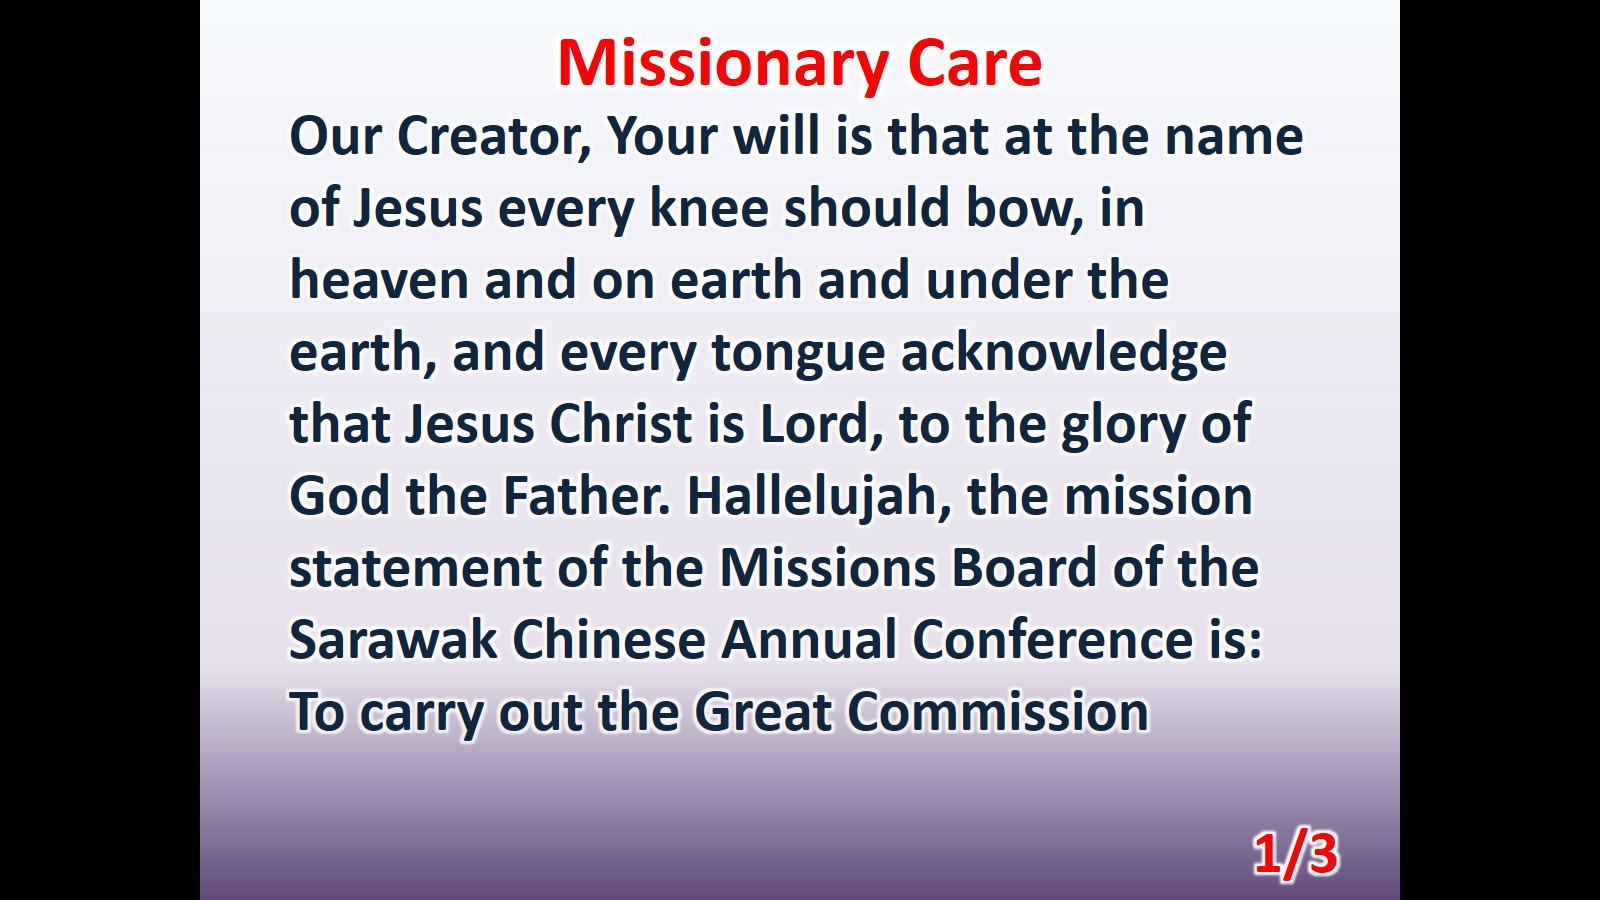 Missionary Care
Our Creator, Your will is that at the name
of Jesus every knee should bow, in
heaven and on earth and under the
earth, and every tongue acknowledge
that Jesus Christ is Lord, to the glory of
God the Father. Hallelujah, the mission
statement of the Missions Board of the
Sarawak Chinese Annual Conference is:
To carry out the Great Commission
1/3